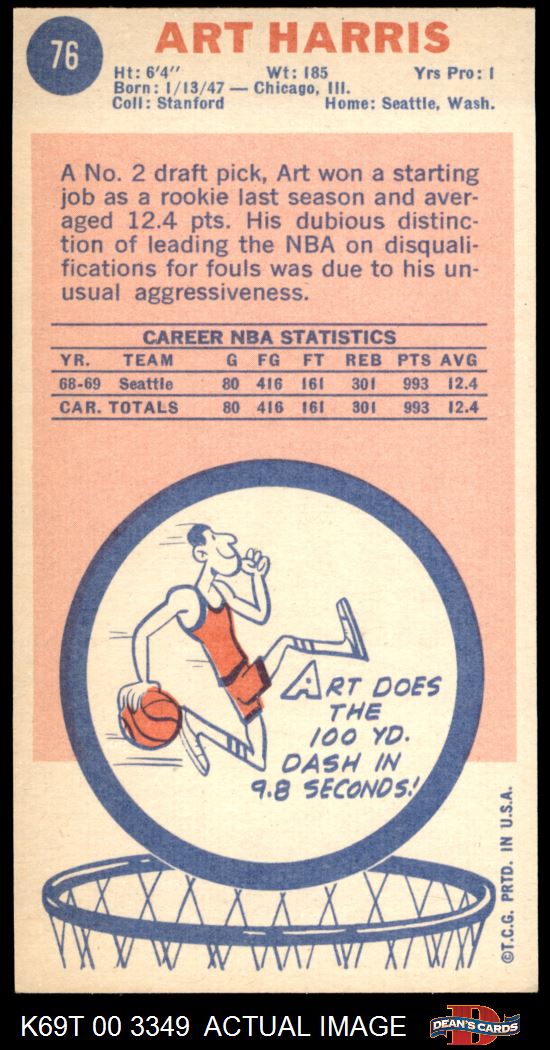 76
ART HARRIS
Ht: 6'4" Wt: 185 Yrs Pro: 1
Born: 1/13/47 — Chicago, Ill.
Coll: Stanford Home: Seattle, Wash.
A No. 2 draft pick, Art won a starting
job as a rookie last season and aver-
aged 12.4 pts. His dubious distinc-
tion of leading the NBA on disquali-
fications for fouls was due to his un-
usual aggressiveness.
CAREER NBA STATISTICS
YR. TEAM G FG FT REB PTS AVG
68-69 Seattle 80 416 161 301 993 12.4
CAR. TOTALS 80 416 161 301 993 12.4
ART DOES
THE
100 YD.
DASH IN
9.8 SECONDS!
©T.C.G. PRTD. IN U.S.A.
K69T 00 3349 ACTUAL IMAGE
D
DEAN'S CARDS